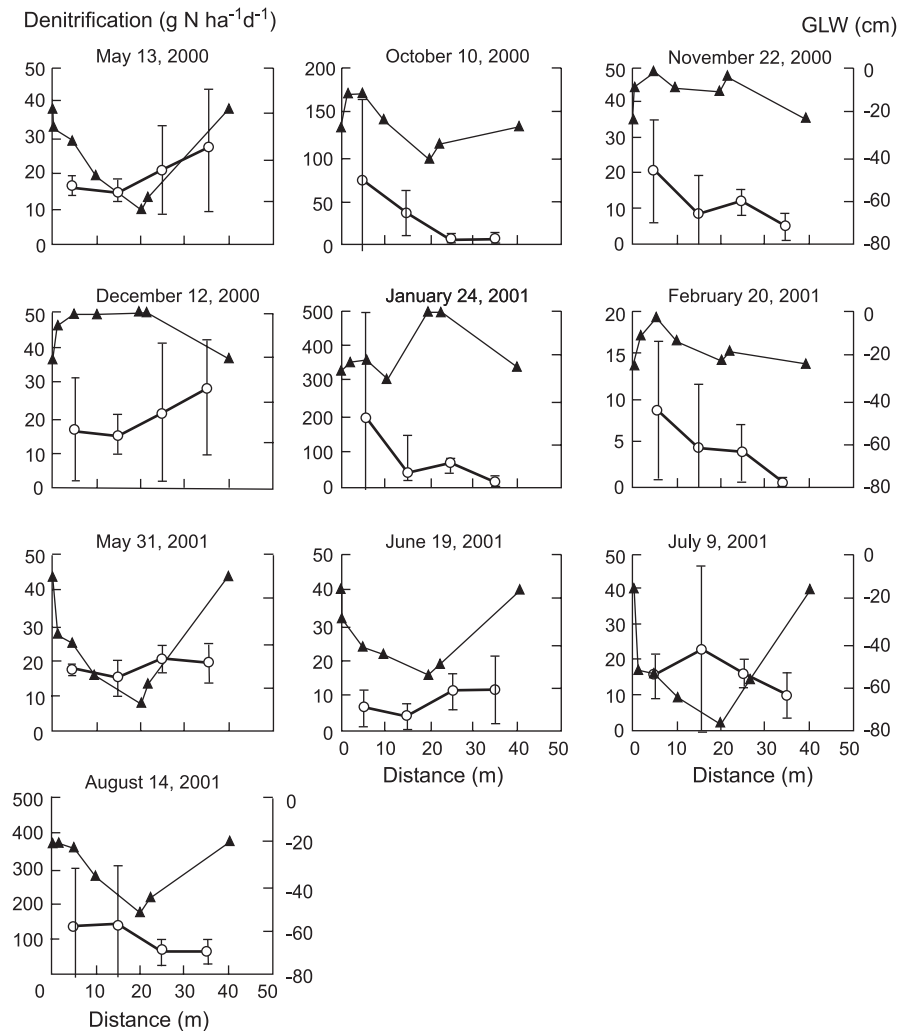 Denitrification (g N ha⁻¹d⁻¹) GLW (cm)
May 13, 2000 October 10, 2000 November 22, 2000
50 200 50 0
40 150 40 -20
30 100 30 -40
20 50 20 -60
10 0 10 -80
0 0
December 12, 2000 January 24, 2001 February 20, 2001
50 500 20 0
40 400 15 -20
30 300 10 -40
20 200 5 -60
10 100 0 -80
0 0
May 31, 2001 June 19, 2001 July 9, 2001
50 50 50 0
40 40 40 -20
30 30 30 -40
20 20 20 -60
10 10 10 -80
0 0 0
0 10 20 30 40 50 0 10 20 30 40 50
Distance (m) Distance (m)
August 14, 2001
500 0
400 -20
300 -40
200 -60
100 -80
0 10 20 30 40 50
Distance (m)